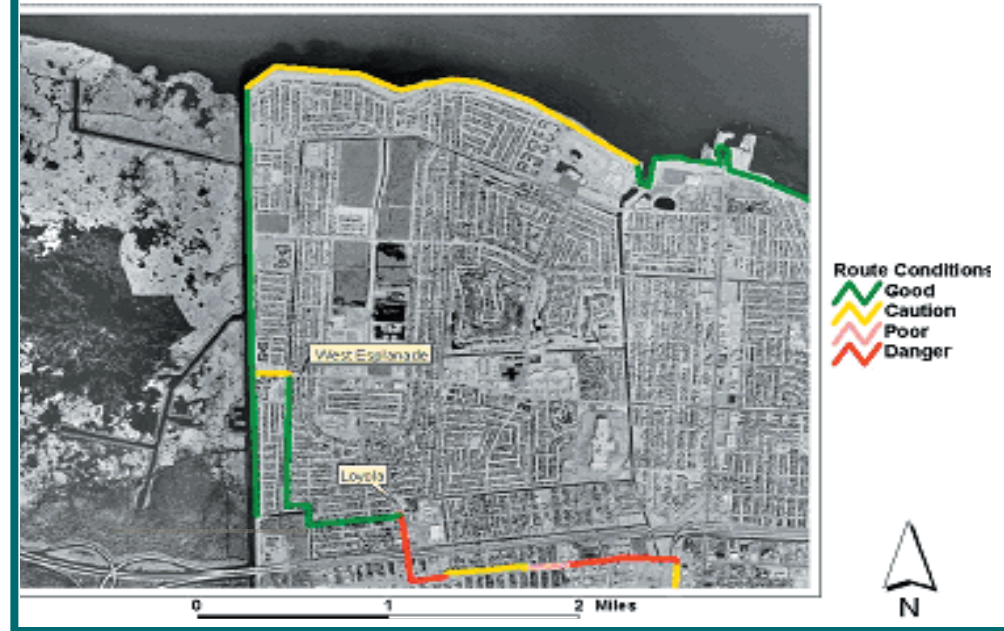 West Esplanade
Loyola
Route Conditions
Good
Caution
Poor
Danger
0 1 2 Miles
N